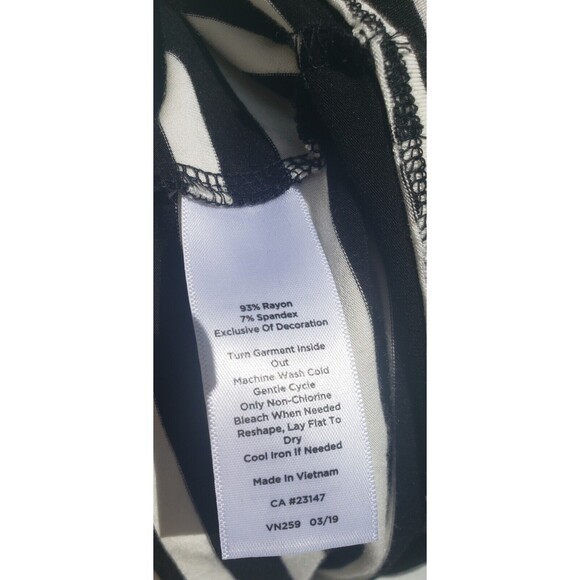 93% Rayon
7% Spandex
Exclusive Of Decoration
Turn Garment Inside
Out
Machine Wash Cold
Gentle Cycle
Only Non-Chlorine
Bleach When Needed
Reshape, Lay Flat To
Dry
Cool Iron If Needed
Made In Vietnam
CA #23147
VN259 03/19